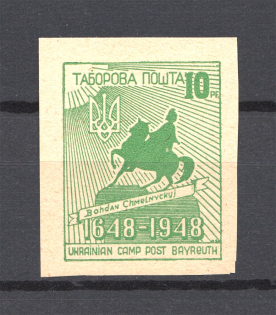 ТАБОРОВА ПОШТА
10 PF.
Bohdan Chmelnyckyj
1648-1948
UKRAINIAN CAMP POST BAYREUTH